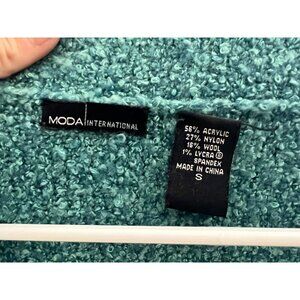 MODA INTERNATIONAL
56% ACRYLIC
27% NYLON
16% WOOL
1% LYCRA®
SPANDEX
MADE IN CHINA
S